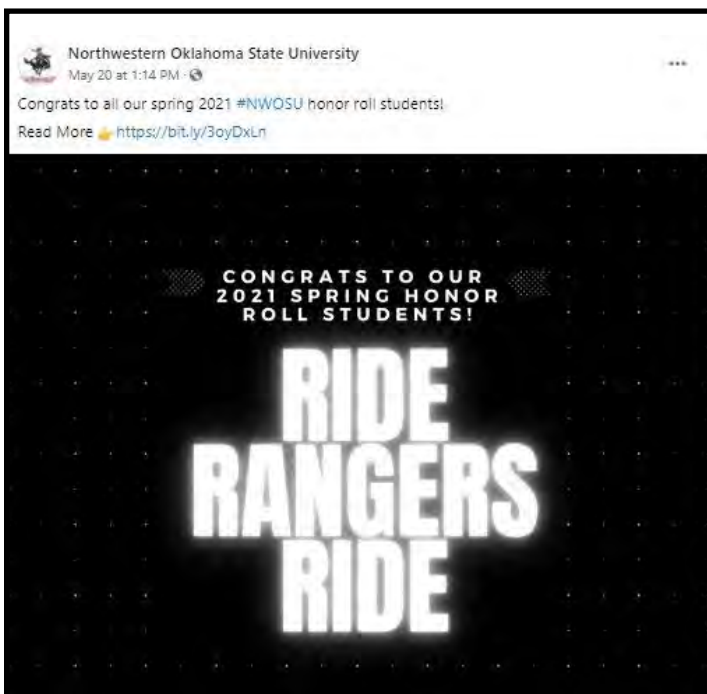 Northwestern Oklahoma State University
May 20 at 1:14 PM ·
Congrats to all our spring 2021 #NWOSU honor roll students!
Read More 👉 https://bit.ly/3oyDxLn
CONGRATS TO OUR
2021 SPRING HONOR
ROLL STUDENTS!
RIDE
RANGERS
RIDE